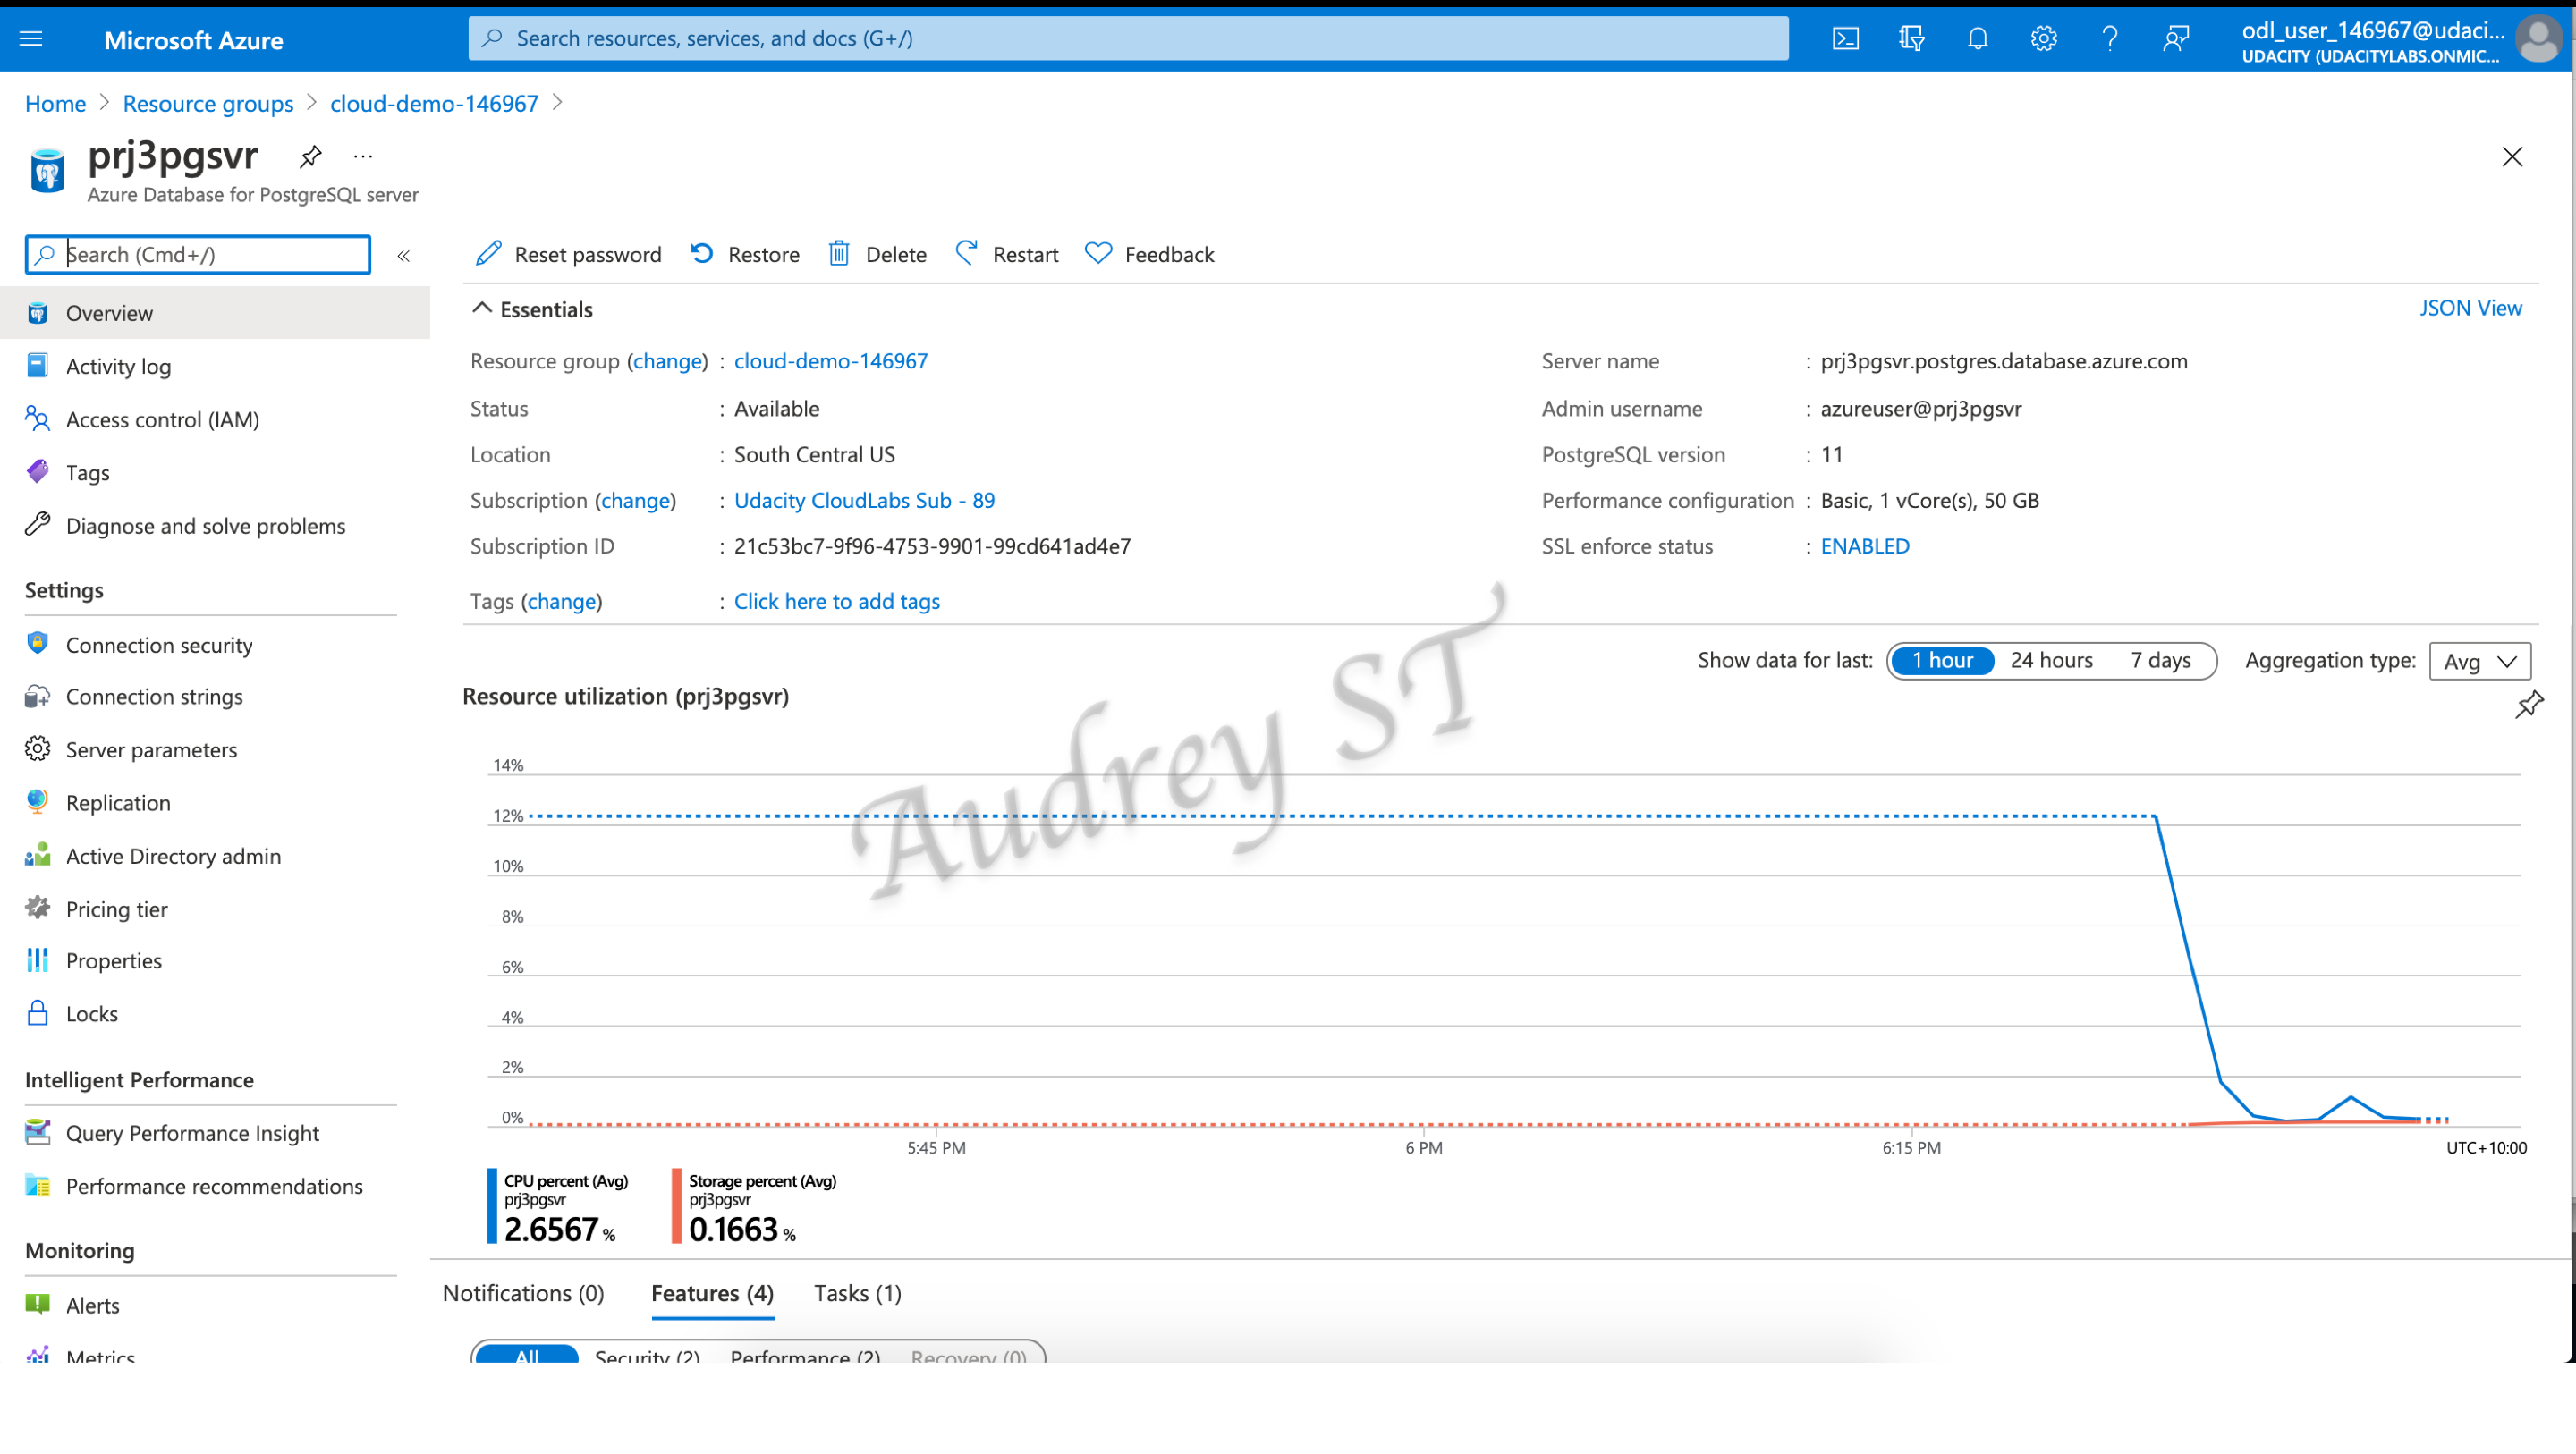 Microsoft Azure
Search resources, services, and docs (G+/)
odl_user_146967@udaci...
UDACITY (UDACITYLABS.ONMIC...
Home > Resource groups > cloud-demo-146967 >
prj3pgsvr ...
Azure Database for PostgreSQL server
Search (Cmd+/)
«
Reset password Restore Delete Restart Feedback
Overview
Activity log
Access control (IAM)
Tags
Diagnose and solve problems
Settings
Connection security
Connection strings
Server parameters
Replication
Active Directory admin
Pricing tier
Properties
Locks
Intelligent Performance
Query Performance Insight
Performance recommendations
Monitoring
Alerts
Metrics
Essentials
JSON View
Resource group (change) : cloud-demo-146967
Status : Available
Location : South Central US
Subscription (change) : Udacity CloudLabs Sub - 89
Subscription ID : 21c53bc7-9f96-4753-9901-99cd641ad4e7
Tags (change) : Click here to add tags
Server name : prj3pgsvr.postgres.database.azure.com
Admin username : azureuser@prj3pgsvr
PostgreSQL version : 11
Performance configuration : Basic, 1 vCore(s), 50 GB
SSL enforce status : ENABLED
Show data for last: 1 hour 24 hours 7 days Aggregation type: Avg
Resource utilization (prj3pgsvr)
Audrey ST
14%
12%
10%
8%
6%
4%
2%
0%
5:45 PM 6 PM 6:15 PM UTC+10:00
CPU percent (Avg)
prj3pgsvr
2.6567 %
Storage percent (Avg)
prj3pgsvr
0.1663 %
Notifications (0) Features (4) Tasks (1)
All Security (2) Performance (2) Recovery (0)